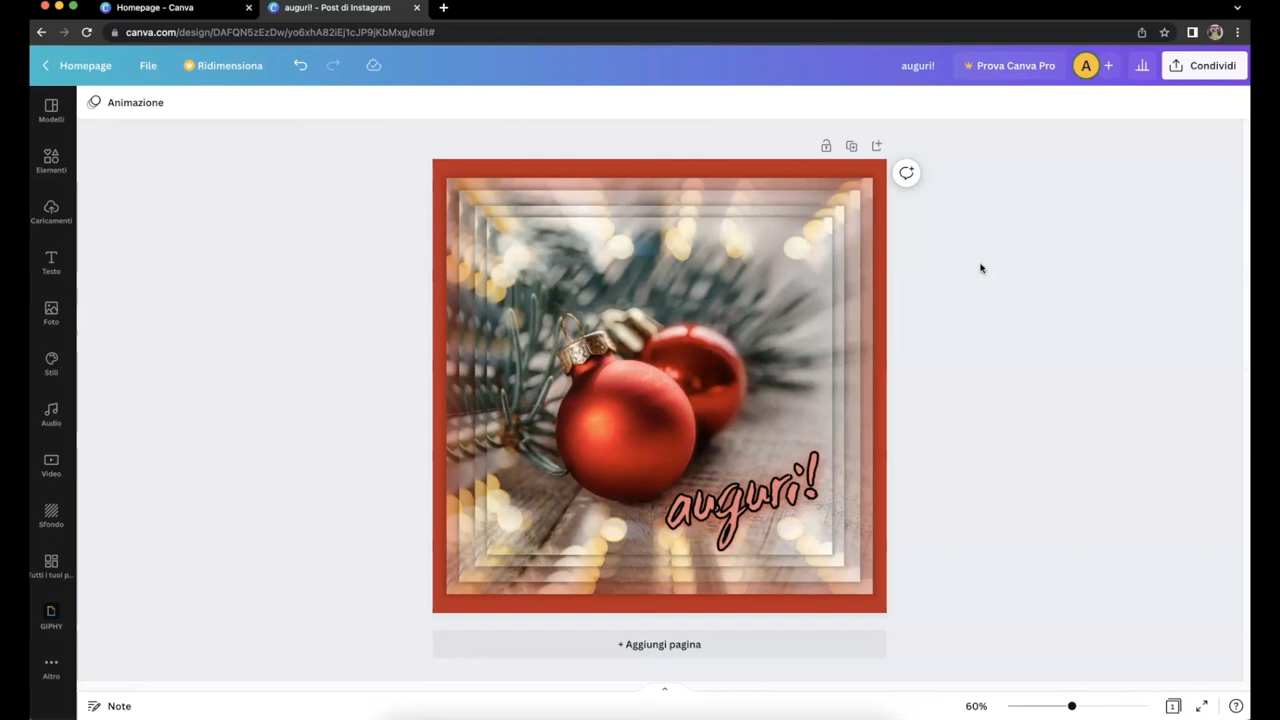 Homepage - Canva
auguri! - Post di Instagram
canva.com/design/DAFQN5zEzDw/yo6xhA82iEj1cJP9jKbMxg/edit#
Homepage File Ridimensiona auguri! Prova Canva Pro A + Condividi
Animazione
Modelli
Elementi
Caricamenti
Testo
Foto
Stili
Audio
Video
Sfondo
Tutti i tuoi p...
GIPHY
Altro
auguri!
+ Aggiungi pagina
Note 60% 1 ?